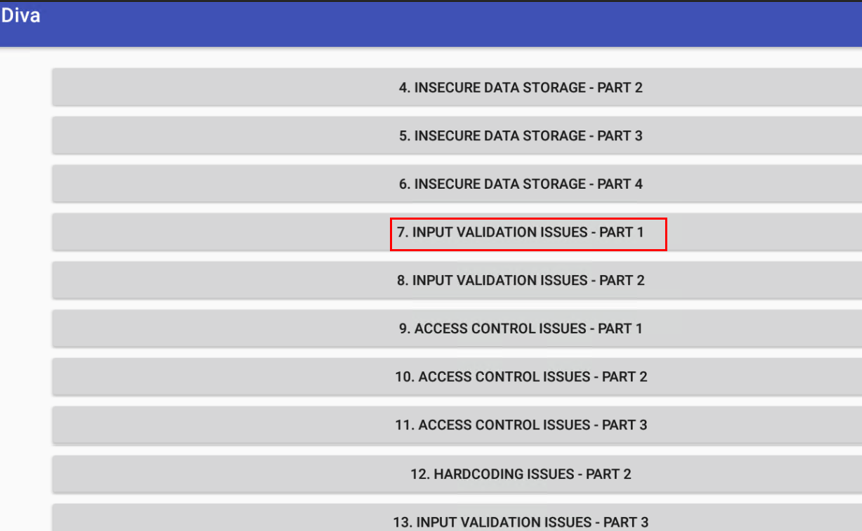 Diva
4. INSECURE DATA STORAGE - PART 2
5. INSECURE DATA STORAGE - PART 3
6. INSECURE DATA STORAGE - PART 4
7. INPUT VALIDATION ISSUES - PART 1
8. INPUT VALIDATION ISSUES - PART 2
9. ACCESS CONTROL ISSUES - PART 1
10. ACCESS CONTROL ISSUES - PART 2
11. ACCESS CONTROL ISSUES - PART 3
12. HARDCODING ISSUES - PART 2
13. INPUT VALIDATION ISSUES - PART 3